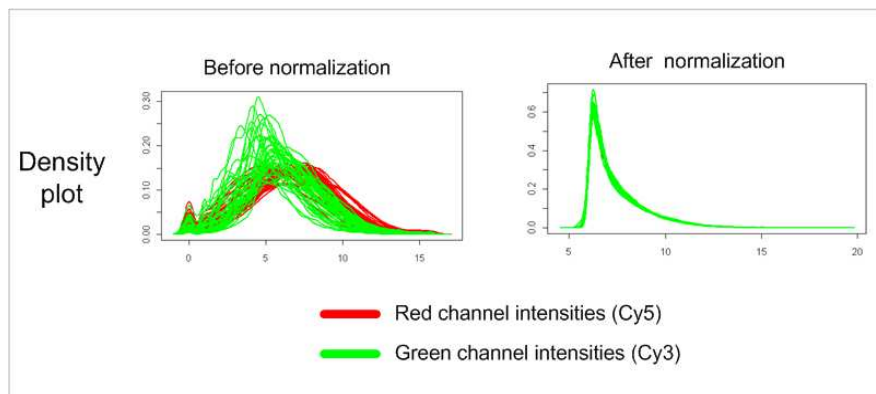 Before normalization
After  normalization
Density
plot
0.00
0.10
0.20
0.30
0
5
10
15
0.0
0.2
0.4
0.6
5
10
15
20
Red channel intensities (Cy5)
Green channel intensities (Cy3)